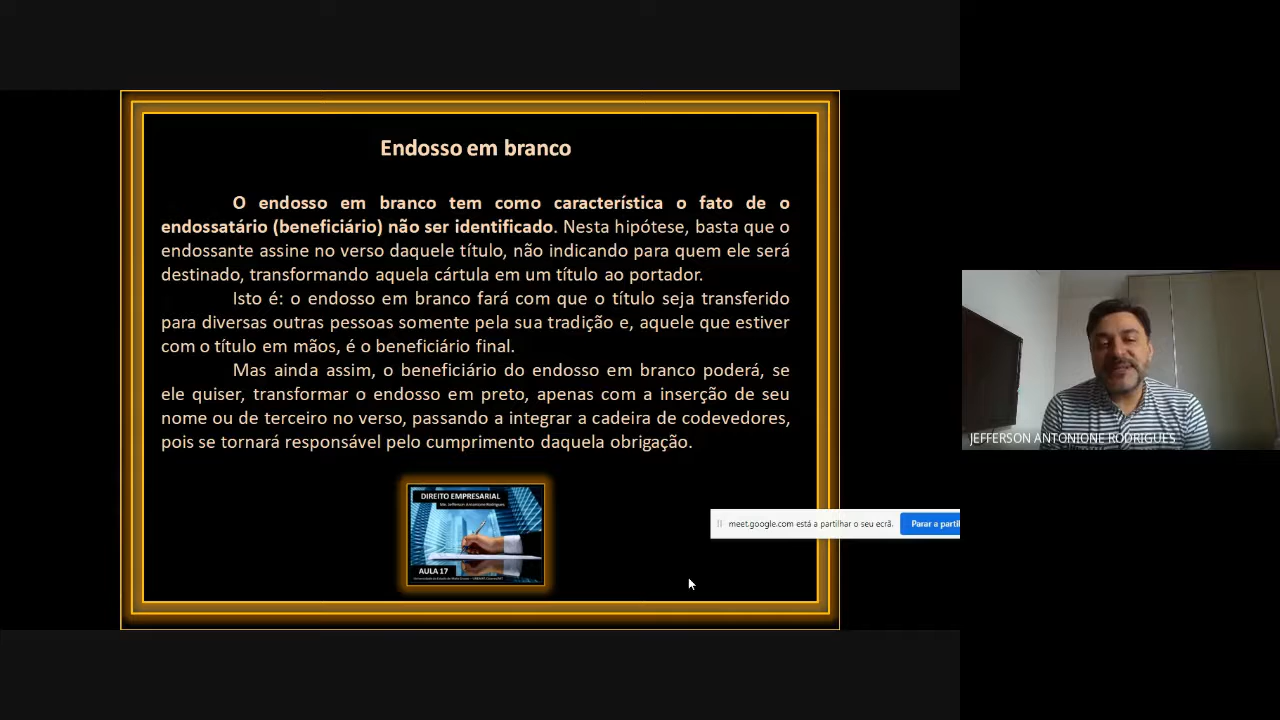 Endosso em branco
O endosso em branco tem como característica o fato de o
endossatário (beneficiário) não ser identificado. Nesta hipótese, basta que o
endossante assine no verso daquele título, não indicando para quem ele será
destinado, transformando aquela cártula em um título ao portador.
Isto é: o endosso em branco fará com que o título seja transferido
para diversas outras pessoas somente pela sua tradição e, aquele que estiver
com o título em mãos, é o beneficiário final.
Mas ainda assim, o beneficiário do endosso em branco poderá, se
ele quiser, transformar o endosso em preto, apenas com a inserção de seu
nome ou de terceiro no verso, passando a integrar a cadeira de codevedores,
pois se tornará responsável pelo cumprimento daquela obrigação.
DIREITO EMPRESARIAL
Me. Jefferson Antonione Rodrigues
AULA 17
meet.google.com está a partilhar o seu ecrã.
Parar a partil
JEFFERSON ANTONIONE RODRIGUES